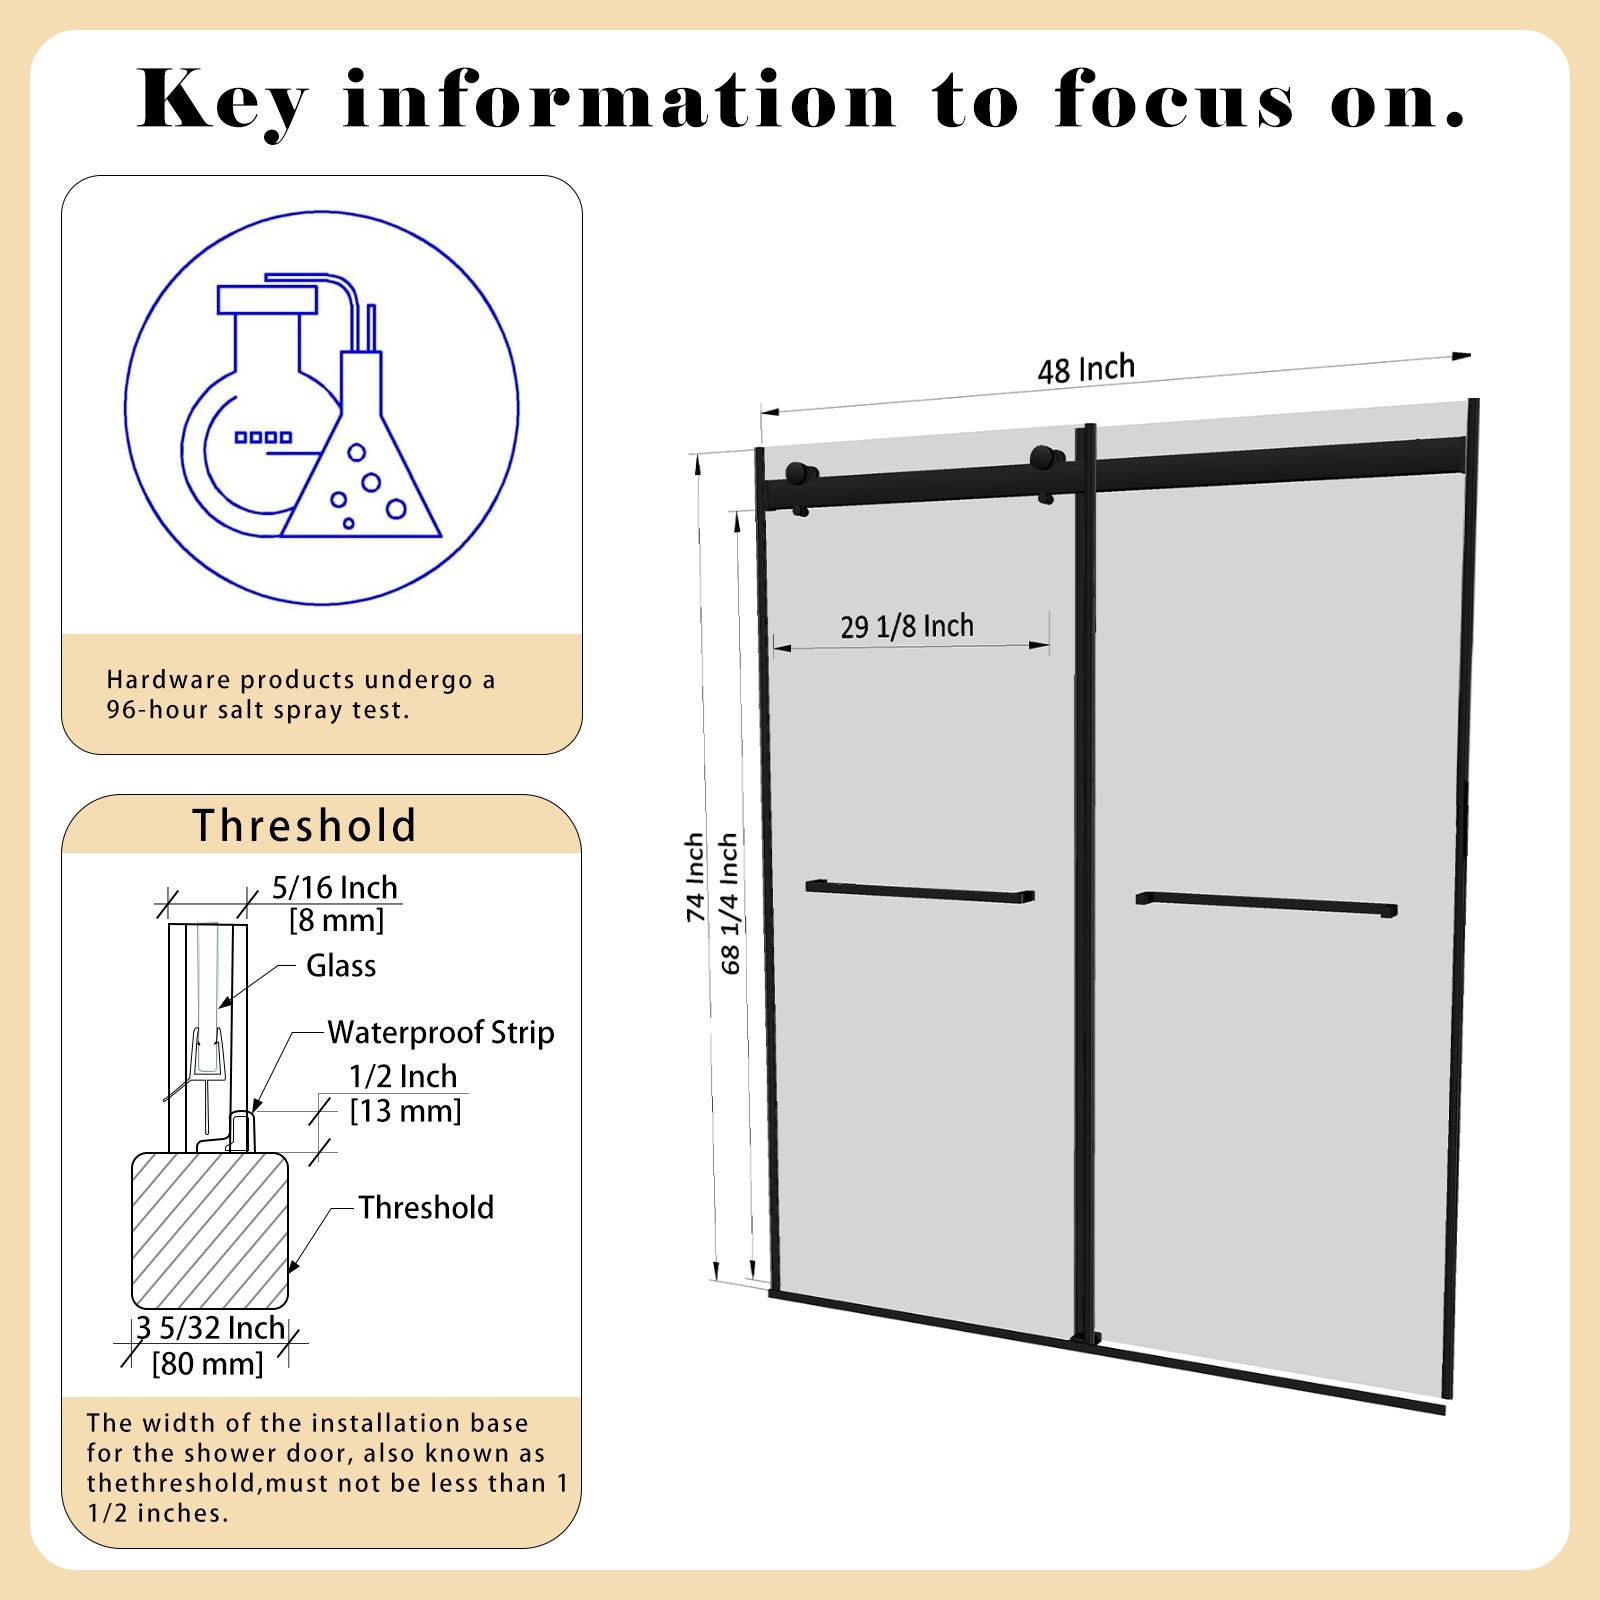 Key information to focus on.
Hardware products undergo a
96-hour salt spray test.
48 Inch
29 1/8 Inch
74 Inch
68 1/4 Inch
Threshold
5/16 Inch
[8 mm]
Glass
Waterproof Strip
1/2 Inch
[13 mm]
Threshold
3 5/32 Inch
[80 mm]
The width of the installation base
for the shower door, also known as
thethreshold,must not be less than 1
1/2 inches.